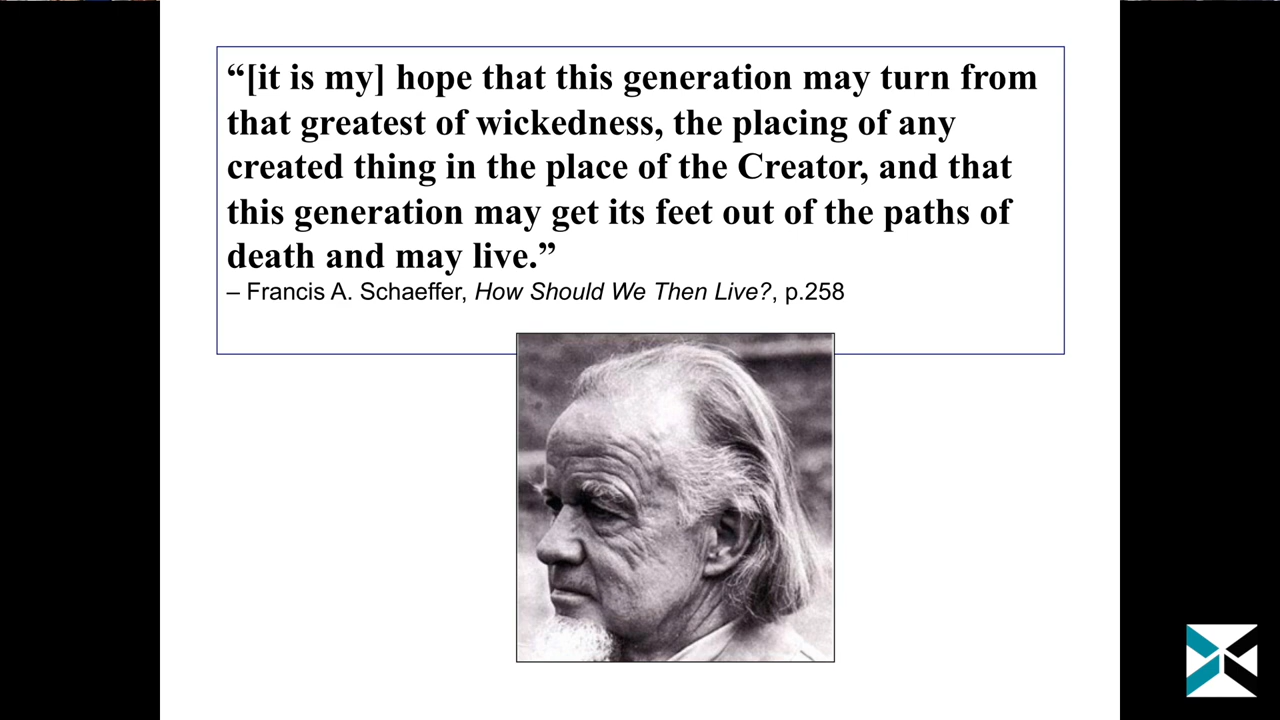 “[it is my] hope that this generation may turn from
that greatest of wickedness, the placing of any
created thing in the place of the Creator, and that
this generation may get its feet out of the paths of
death and may live.”
– Francis A. Schaeffer, How Should We Then Live?, p.258